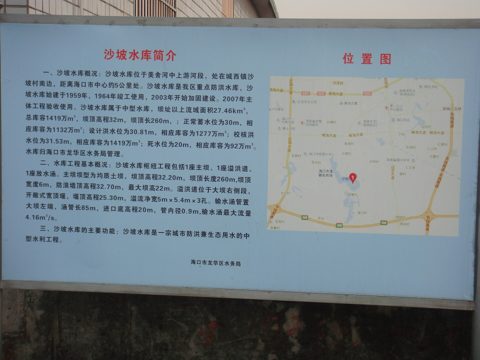 沙坡水库简介
一、沙坡水库概况：沙坡水库位于美舍河中上游河段，处在城西镇沙
坡村南边，距离海口市中心约5公里处。沙坡水库是我区重点防洪水库，沙
坡水库始建于1959年，1964年竣工使用，2003年开始加固建设，2007年主
体工程验收使用。沙坡水库属于中型水库，坝址以上流域面积27.46km²，
总库容1419万m³，坝顶高程32m，坝顶长260m，；正常蓄水位为30m，相
应库容为1132万m³；设计洪水位为30.81m，相应库容为1277万m³；校核洪
水位为31.53m，相应库容为1419万m³；死水位为20m，相应库容为92万m³，
水库归海口市龙华区水务局管理。
二、水库工程基本概况：沙坡水库枢纽工程包括1座主坝，1座溢洪道，
1座放水涵。主坝坝型为均质土坝，坝顶高程32.20m，坝顶长度260m，坝顶
宽度6m，防浪墙顶高程32.70m，最大坝高22m。溢洪道位于大坝右侧段，
开敞式宽顶堰，堰顶高程25.30m，溢流净宽5m×5.4m×3孔。输水涵管置
大坝左端，涵管长65m，进口底高程20m，管内径0.9m，输水涵最大流量
4.16m³/s。
三、沙坡水库的主要功能：沙坡水库是一宗城市防洪兼生态用水的中
型水利工程。
海口市龙华区水务局
位置图